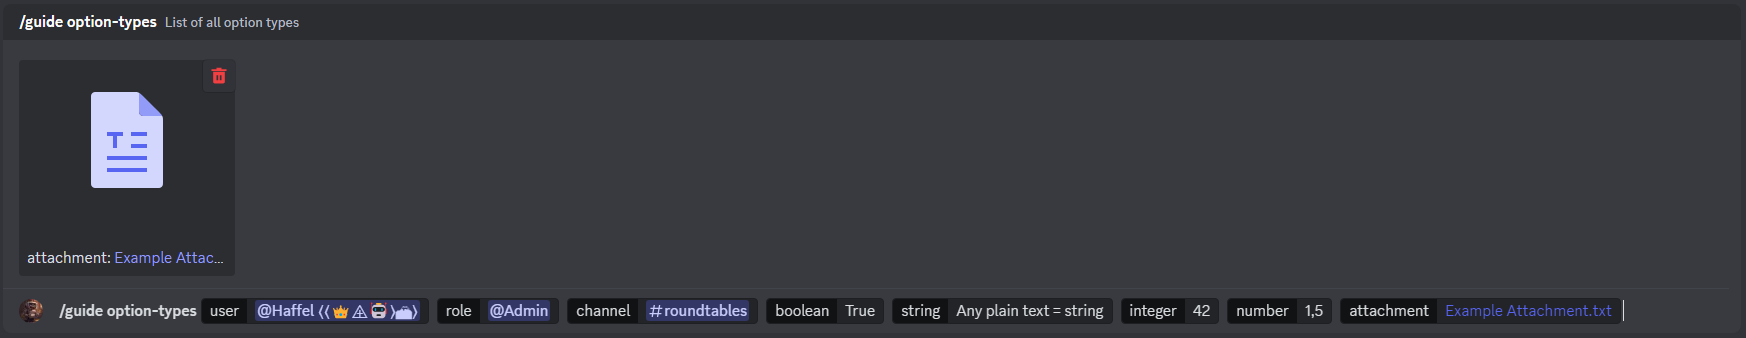 /guide option-types List of all option types
attachment: Example Attac...
/guide option-types user @Haffel ⟨⟨👑⚠🤖⟩💼⟩ role @Admin channel #roundtables boolean True string Any plain text = string integer 42 number 1,5 attachment Example Attachment.txt